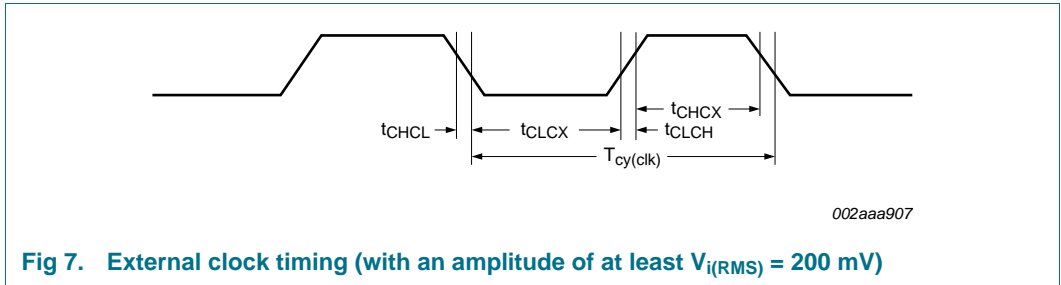 tCHCX
tCHCL tCLCX tCLCH
Tcy(clk)
002aaa907
Fig 7. External clock timing (with an amplitude of at least Vi(RMS) = 200 mV)